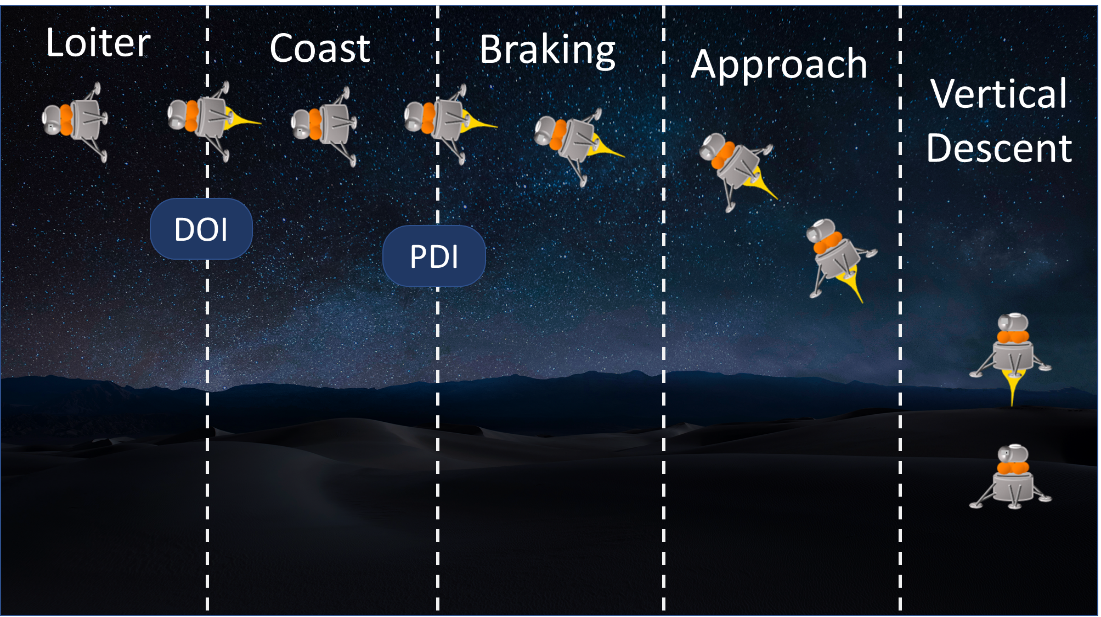 Loiter
Coast
Braking
Approach
Vertical
Descent
DOI
PDI